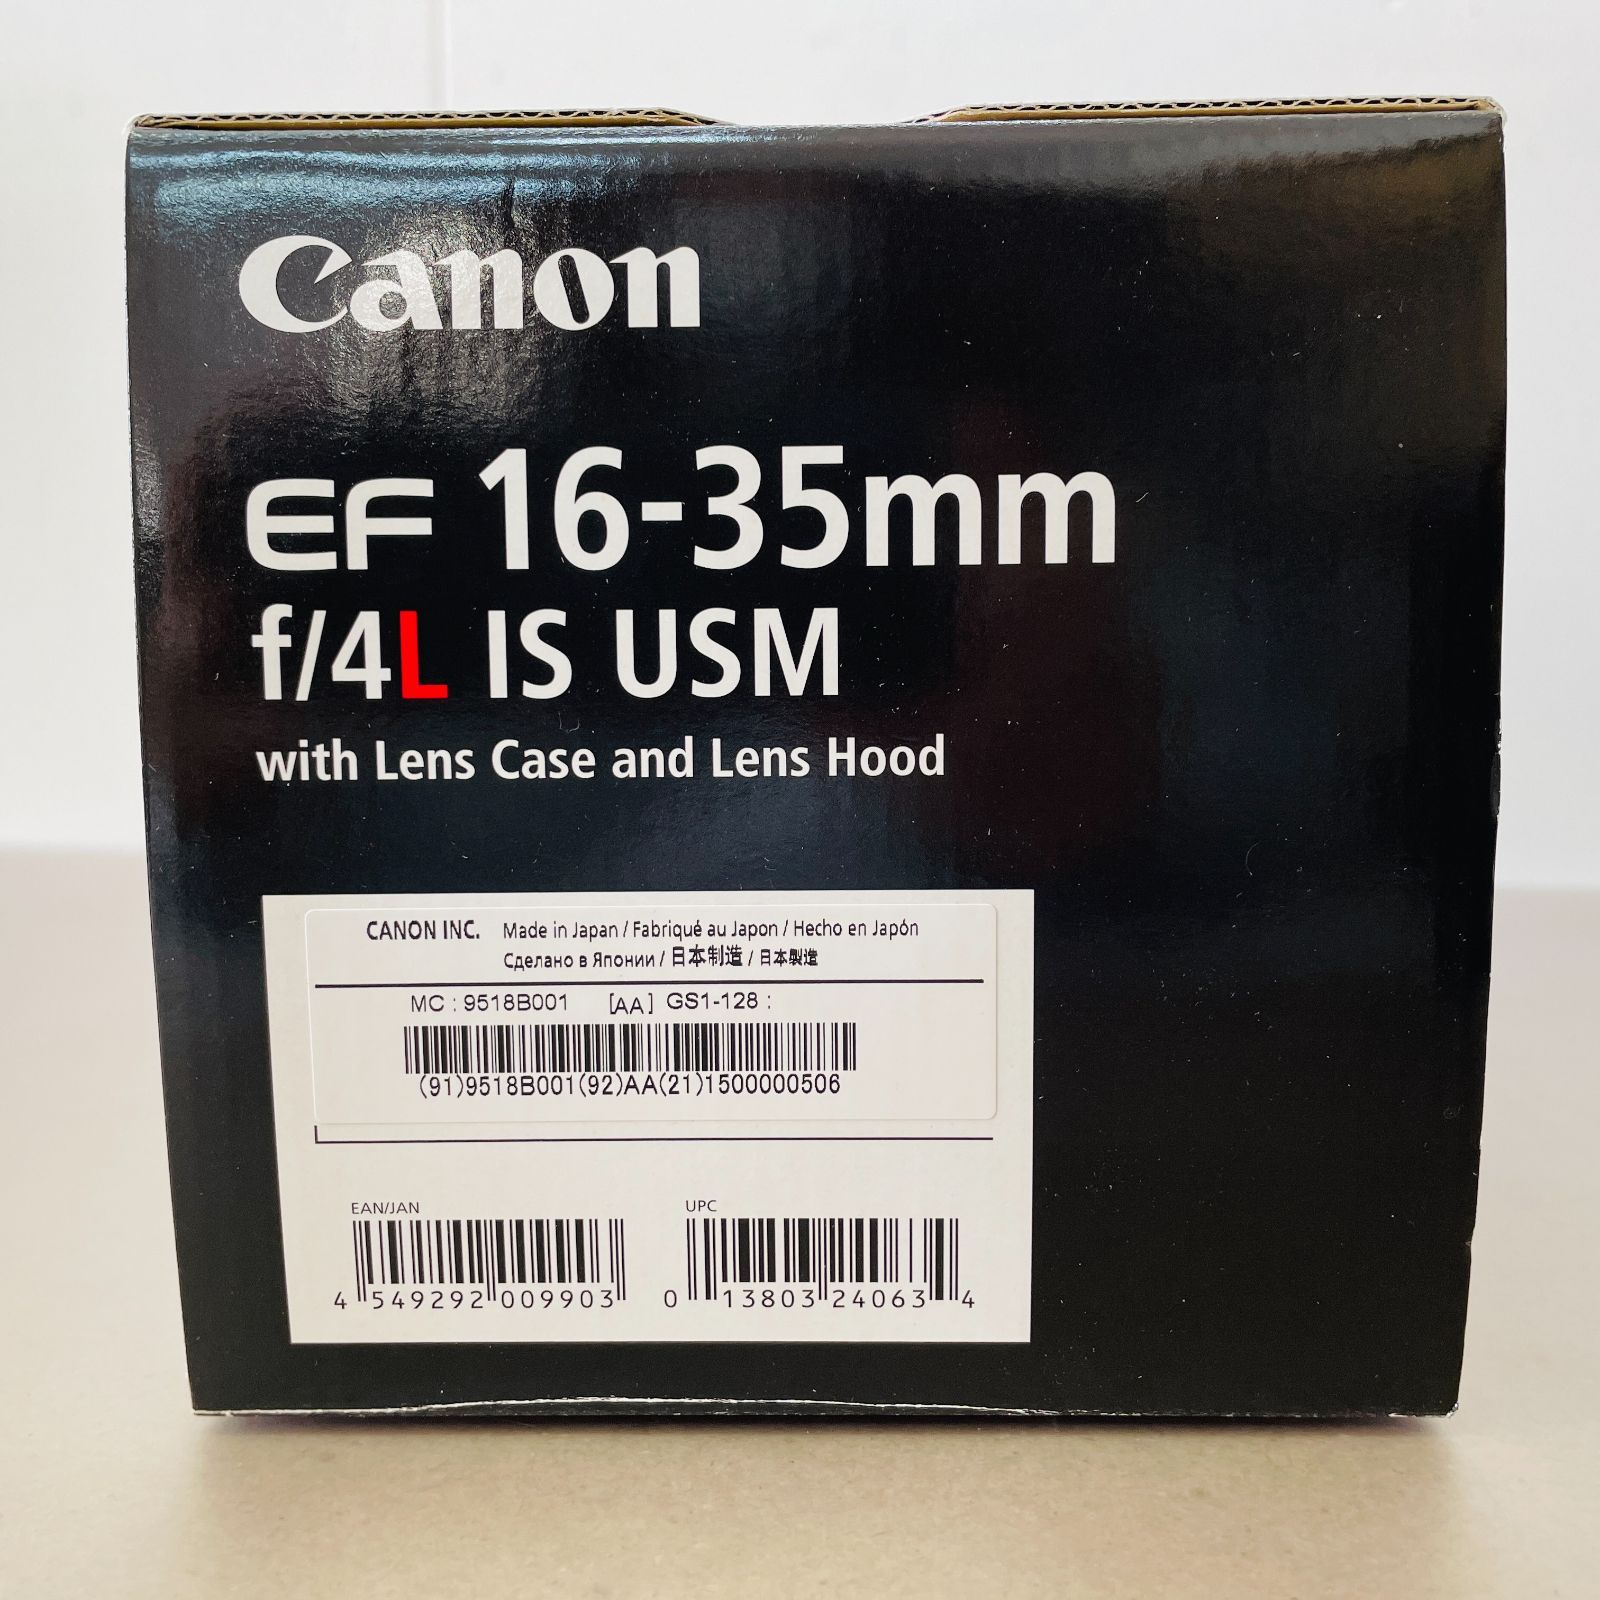 Canon
EF 16-35mm
f/4L IS USM
with Lens Case and Lens Hood
CANON INC. Made in Japan / Fabriqué au Japon / Hecho en Japón
Сделано в Японии / 日本制造 / 日本製造
MC : 9518B001 [AA] GS1-128 :
(91)9518B001(92)AA(21)1500000506
EAN/JAN UPC
4 549292 009903 0 13803 24063 4